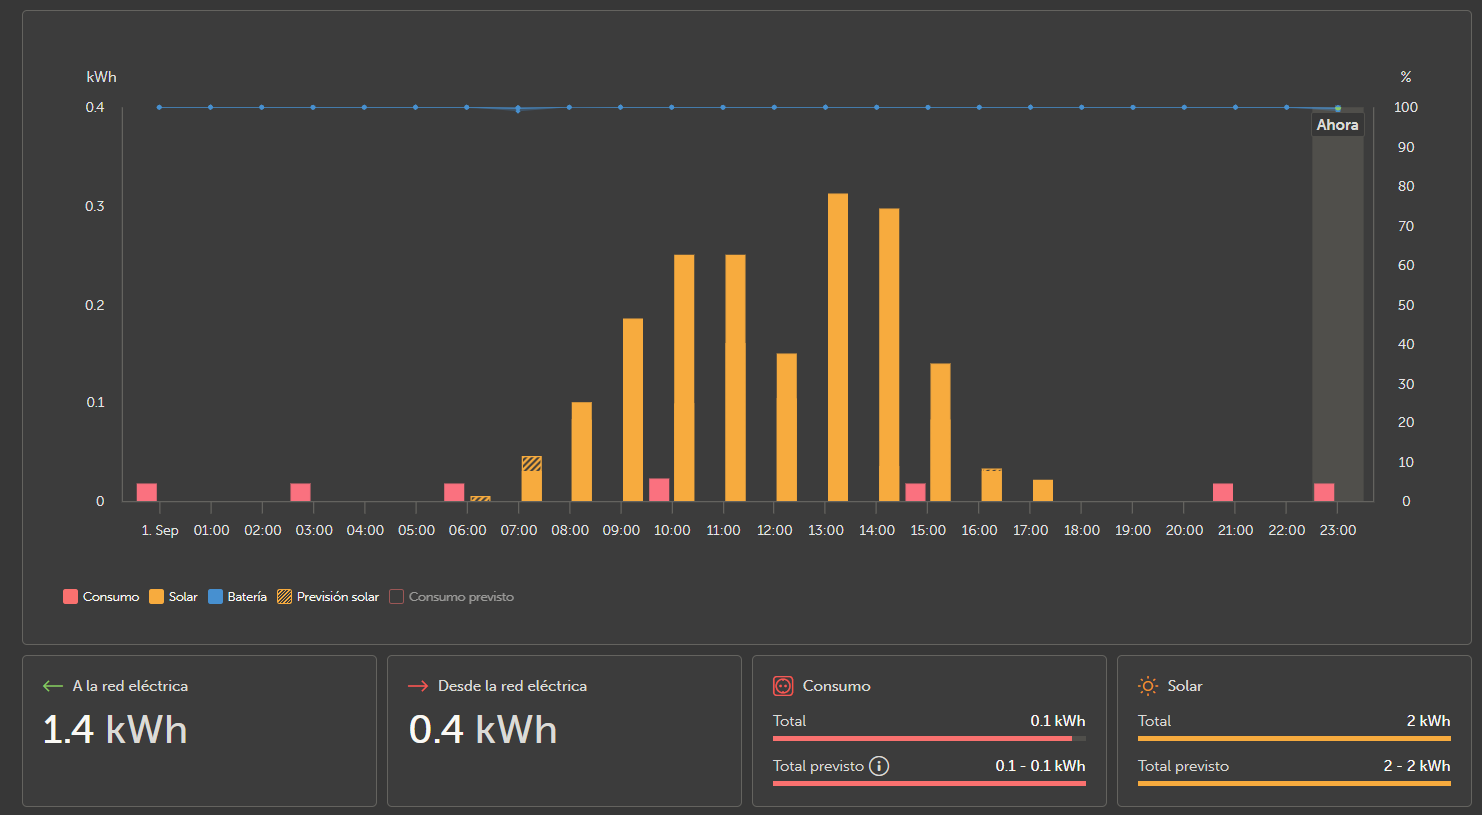 kWh %
0.4 100
Ahora
90
80
0.3
70
60
0.2 50
40
30
0.1
20
10
0 0
1. Sep 01:00 02:00 03:00 04:00 05:00 06:00 07:00 08:00 09:00 10:00 11:00 12:00 13:00 14:00 15:00 16:00 17:00 18:00 19:00 20:00 21:00 22:00 23:00
Consumo Solar Batería Previsión solar Consumo previsto
A la red eléctrica
1.4 kWh
Desde la red eléctrica
0.4 kWh
Consumo
Total 0.1 kWh
Total previsto 0.1 - 0.1 kWh
Solar
Total 2 kWh
Total previsto 2 - 2 kWh